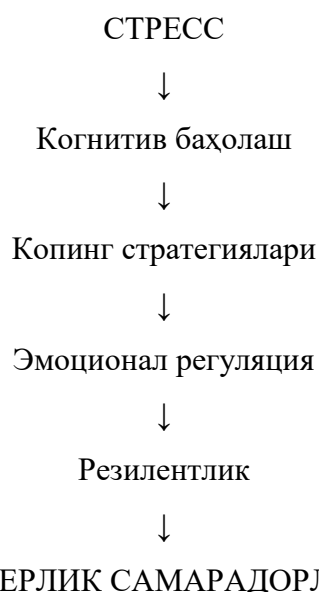 СТРЕСС
↓
Когнитив баҳолаш
↓
Копинг стратегиялари
↓
Эмоционал регуляция
↓
Резилентлик
↓